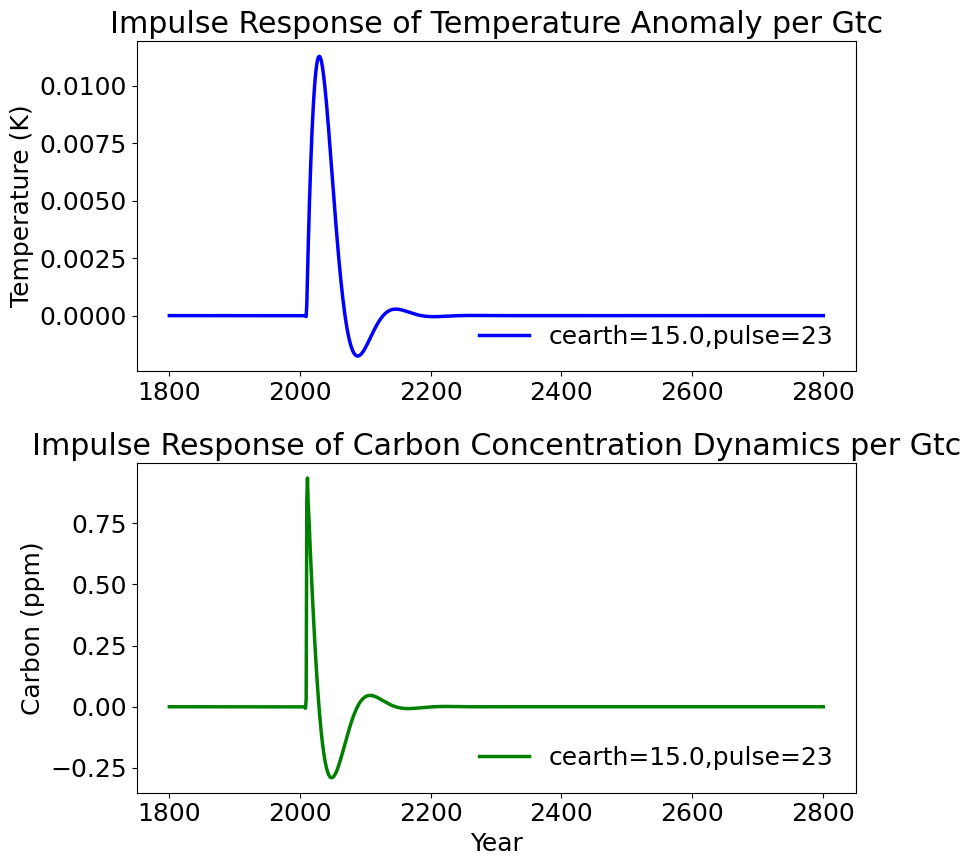 Impulse Response of Temperature Anomaly per Gtc
Temperature (K)
0.0100
0.0075
0.0050
0.0025
0.0000
cearth=15.0,pulse=23
1800 2000 2200 2400 2600 2800
Impulse Response of Carbon Concentration Dynamics per Gtc
Carbon (ppm)
0.75
0.50
0.25
0.00
−0.25
cearth=15.0,pulse=23
1800 2000 2200 2400 2600 2800
Year